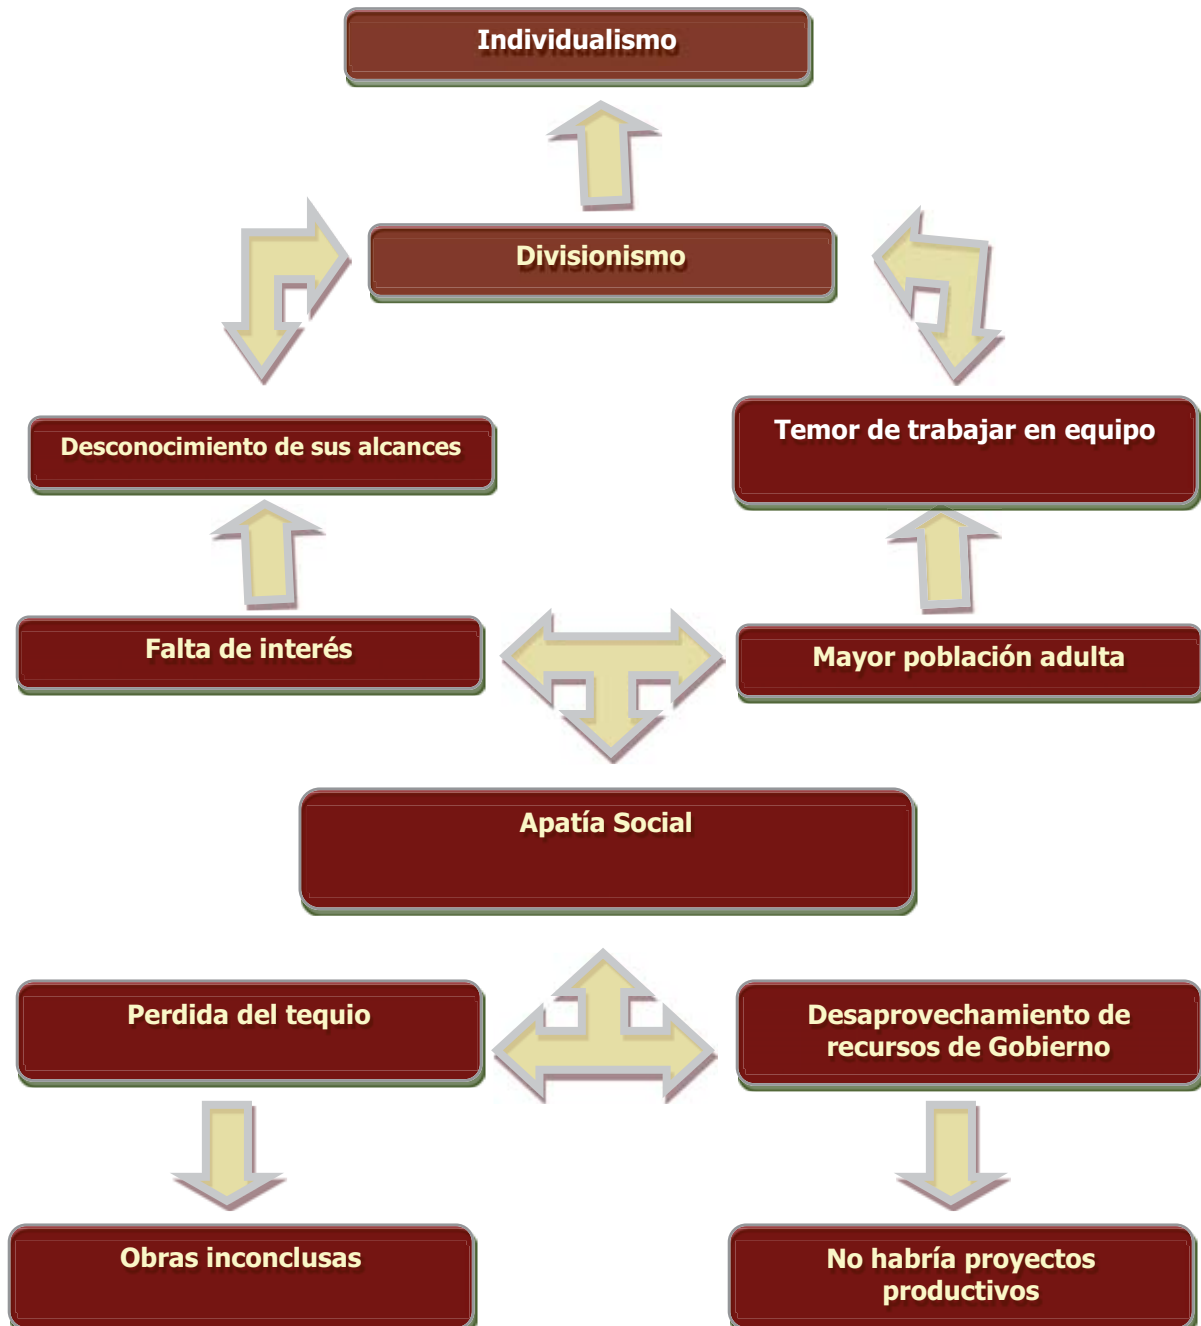 Individualismo
Divisionismo
Desconocimiento de sus alcances
Temor de trabajar en equipo
Falta de interés
Mayor población adulta
Apatía Social
Perdida del tequio
Desaprovechamiento de
recursos de Gobierno
Obras inconclusas
No habría proyectos
productivos